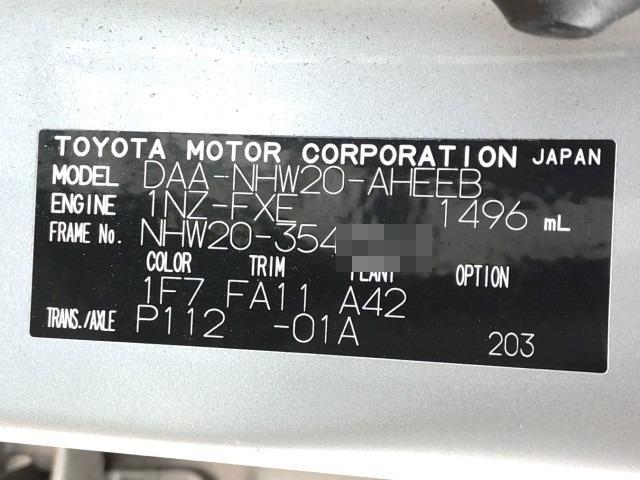 TOYOTA MOTOR CORPORATION JAPAN
MODEL DAA-NHW20-AHEEB
ENGINE 1NZ-FXE 1496 mL
FRAME No. NHW20-354
COLOR TRIM PLANT OPTION
1F7 FA11 A42
TRANS./AXLE P112 -01A
203